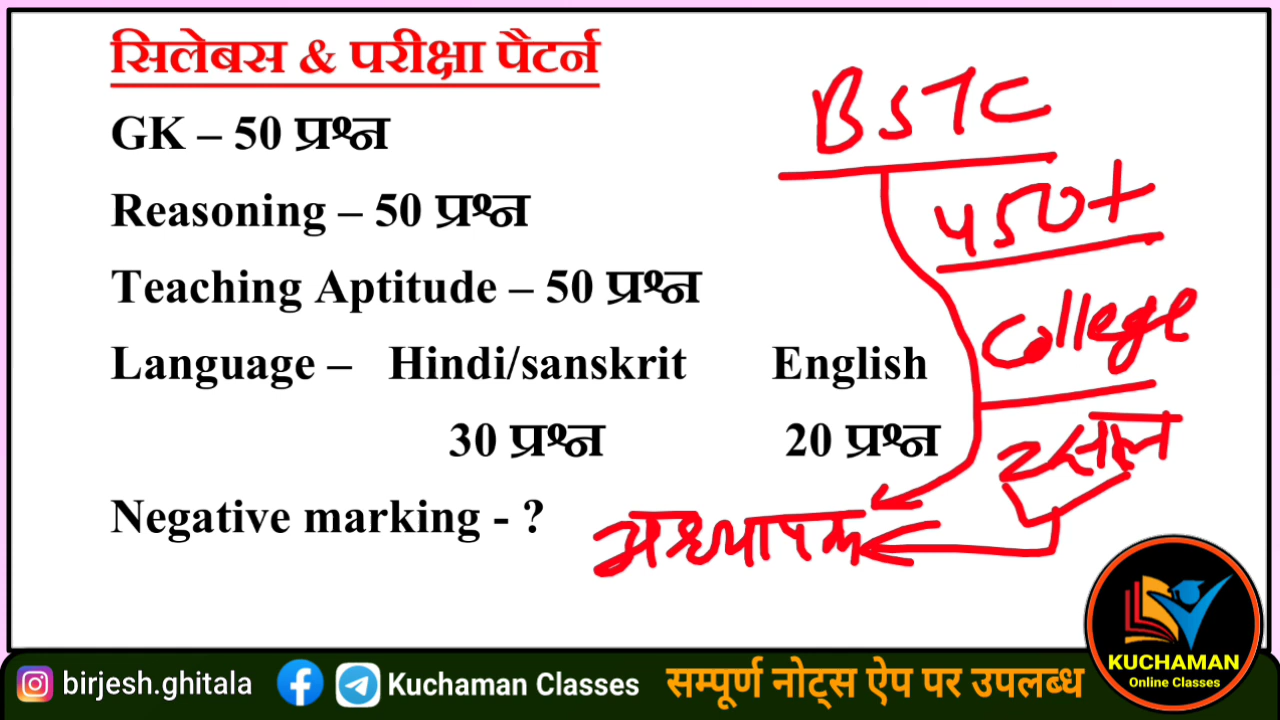 सिलेबस & परीक्षा पैटर्न
GK – 50 प्रश्न
Reasoning – 50 प्रश्न
Teaching Aptitude – 50 प्रश्न
Language – Hindi/sanskrit English
30 प्रश्न 20 प्रश्न
Negative marking - ?
BSTC
450+
College
2 साल
अध्यापक
birjesh.ghitala
Kuchaman Classes
सम्पूर्ण नोट्स ऐप पर उपलब्ध
KUCHAMAN
Online Classes